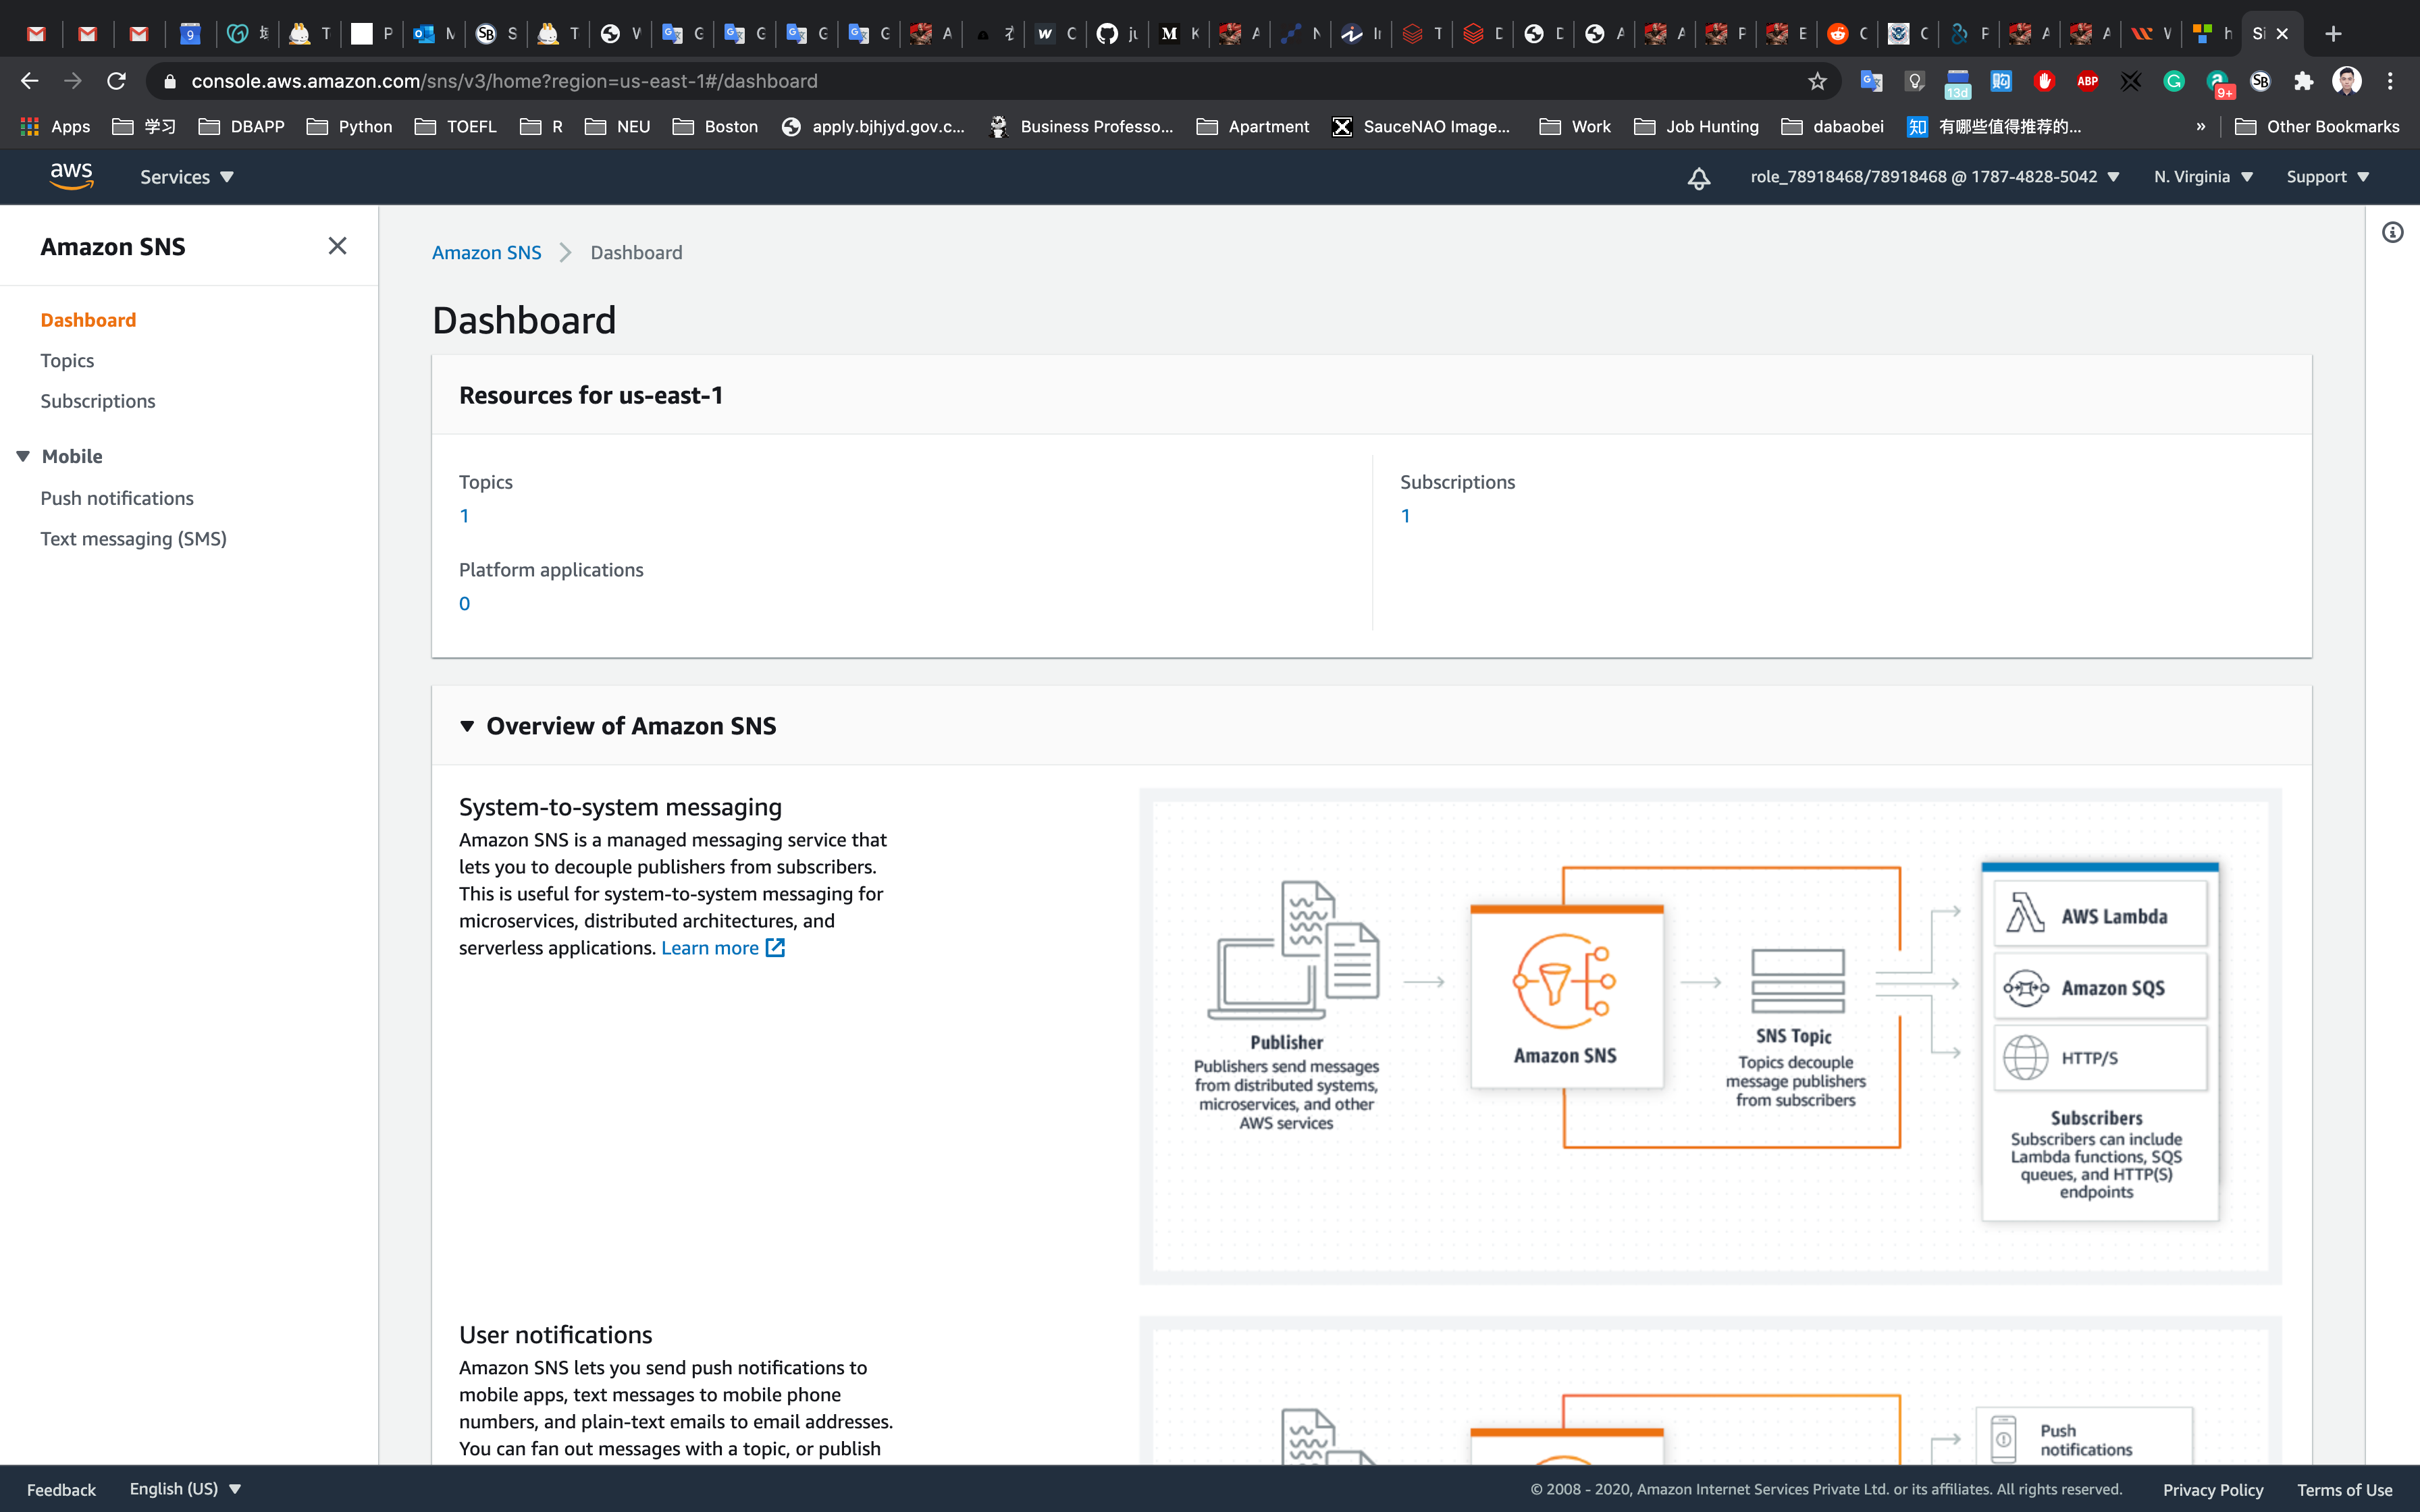 9
T
P
M
S
T
V
G
G
G
G
A
W
C
M
K
A
N
T
D
D
A
A
P
E
C
C
P
A
A
V
h
Si
console.aws.amazon.com/sns/v3/home?region=us-east-1#/dashboard
13d
ABP
9+
Apps
学习
DBAPP
Python
TOEFL
R
NEU
Boston
apply.bjhjyd.gov.c...
Business Professo...
Apartment
SauceNAO Image...
Work
Job Hunting
dabaobei
知
有哪些值得推荐的...
»
Other Bookmarks
aws
Services
role_78918468/78918468 @ 1787-4828-5042
N. Virginia
Support
Amazon SNS
Dashboard
Topics
Subscriptions
Mobile
Push notifications
Text messaging (SMS)
Amazon SNS
Dashboard
Dashboard
Resources for us-east-1
Topics
1
Subscriptions
1
Platform applications
0
Overview of Amazon SNS
System-to-system messaging
Amazon SNS is a managed messaging service that
lets you to decouple publishers from subscribers.
This is useful for system-to-system messaging for
microservices, distributed architectures, and
serverless applications. Learn more
Publisher
Publishers send messages
from distributed systems,
microservices, and other
AWS services
Amazon SNS
SNS Topic
Topics decouple
message publishers
from subscribers
AWS Lambda
Amazon SQS
HTTP/S
Subscribers
Subscribers can include
Lambda functions, SQS
queues, and HTTP(S)
endpoints
User notifications
Amazon SNS lets you send push notifications to
mobile apps, text messages to mobile phone
numbers, and plain-text emails to email addresses.
You can fan out messages with a topic, or publish
Push
notifications
Feedback
English (US)
© 2008 - 2020, Amazon Internet Services Private Ltd. or its affiliates. All rights reserved.
Privacy Policy
Terms of Use